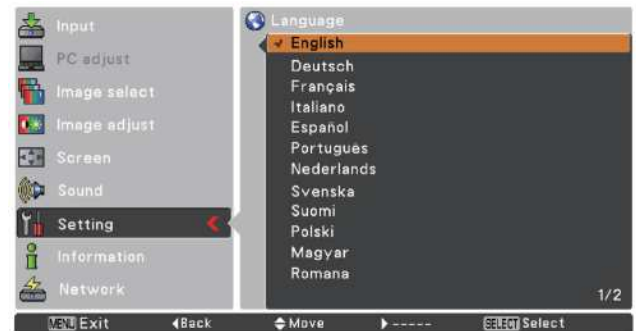 Input
PC adjust
Image select
Image adjust
Screen
Sound
Setting
Information
Network
Language
English
Deutsch
Français
Italiano
Español
Português
Nederlands
Svenska
Suomi
Polski
Magyar
Romana
1/2
MENU Exit ◀Back Move ▶----- SELECT Select